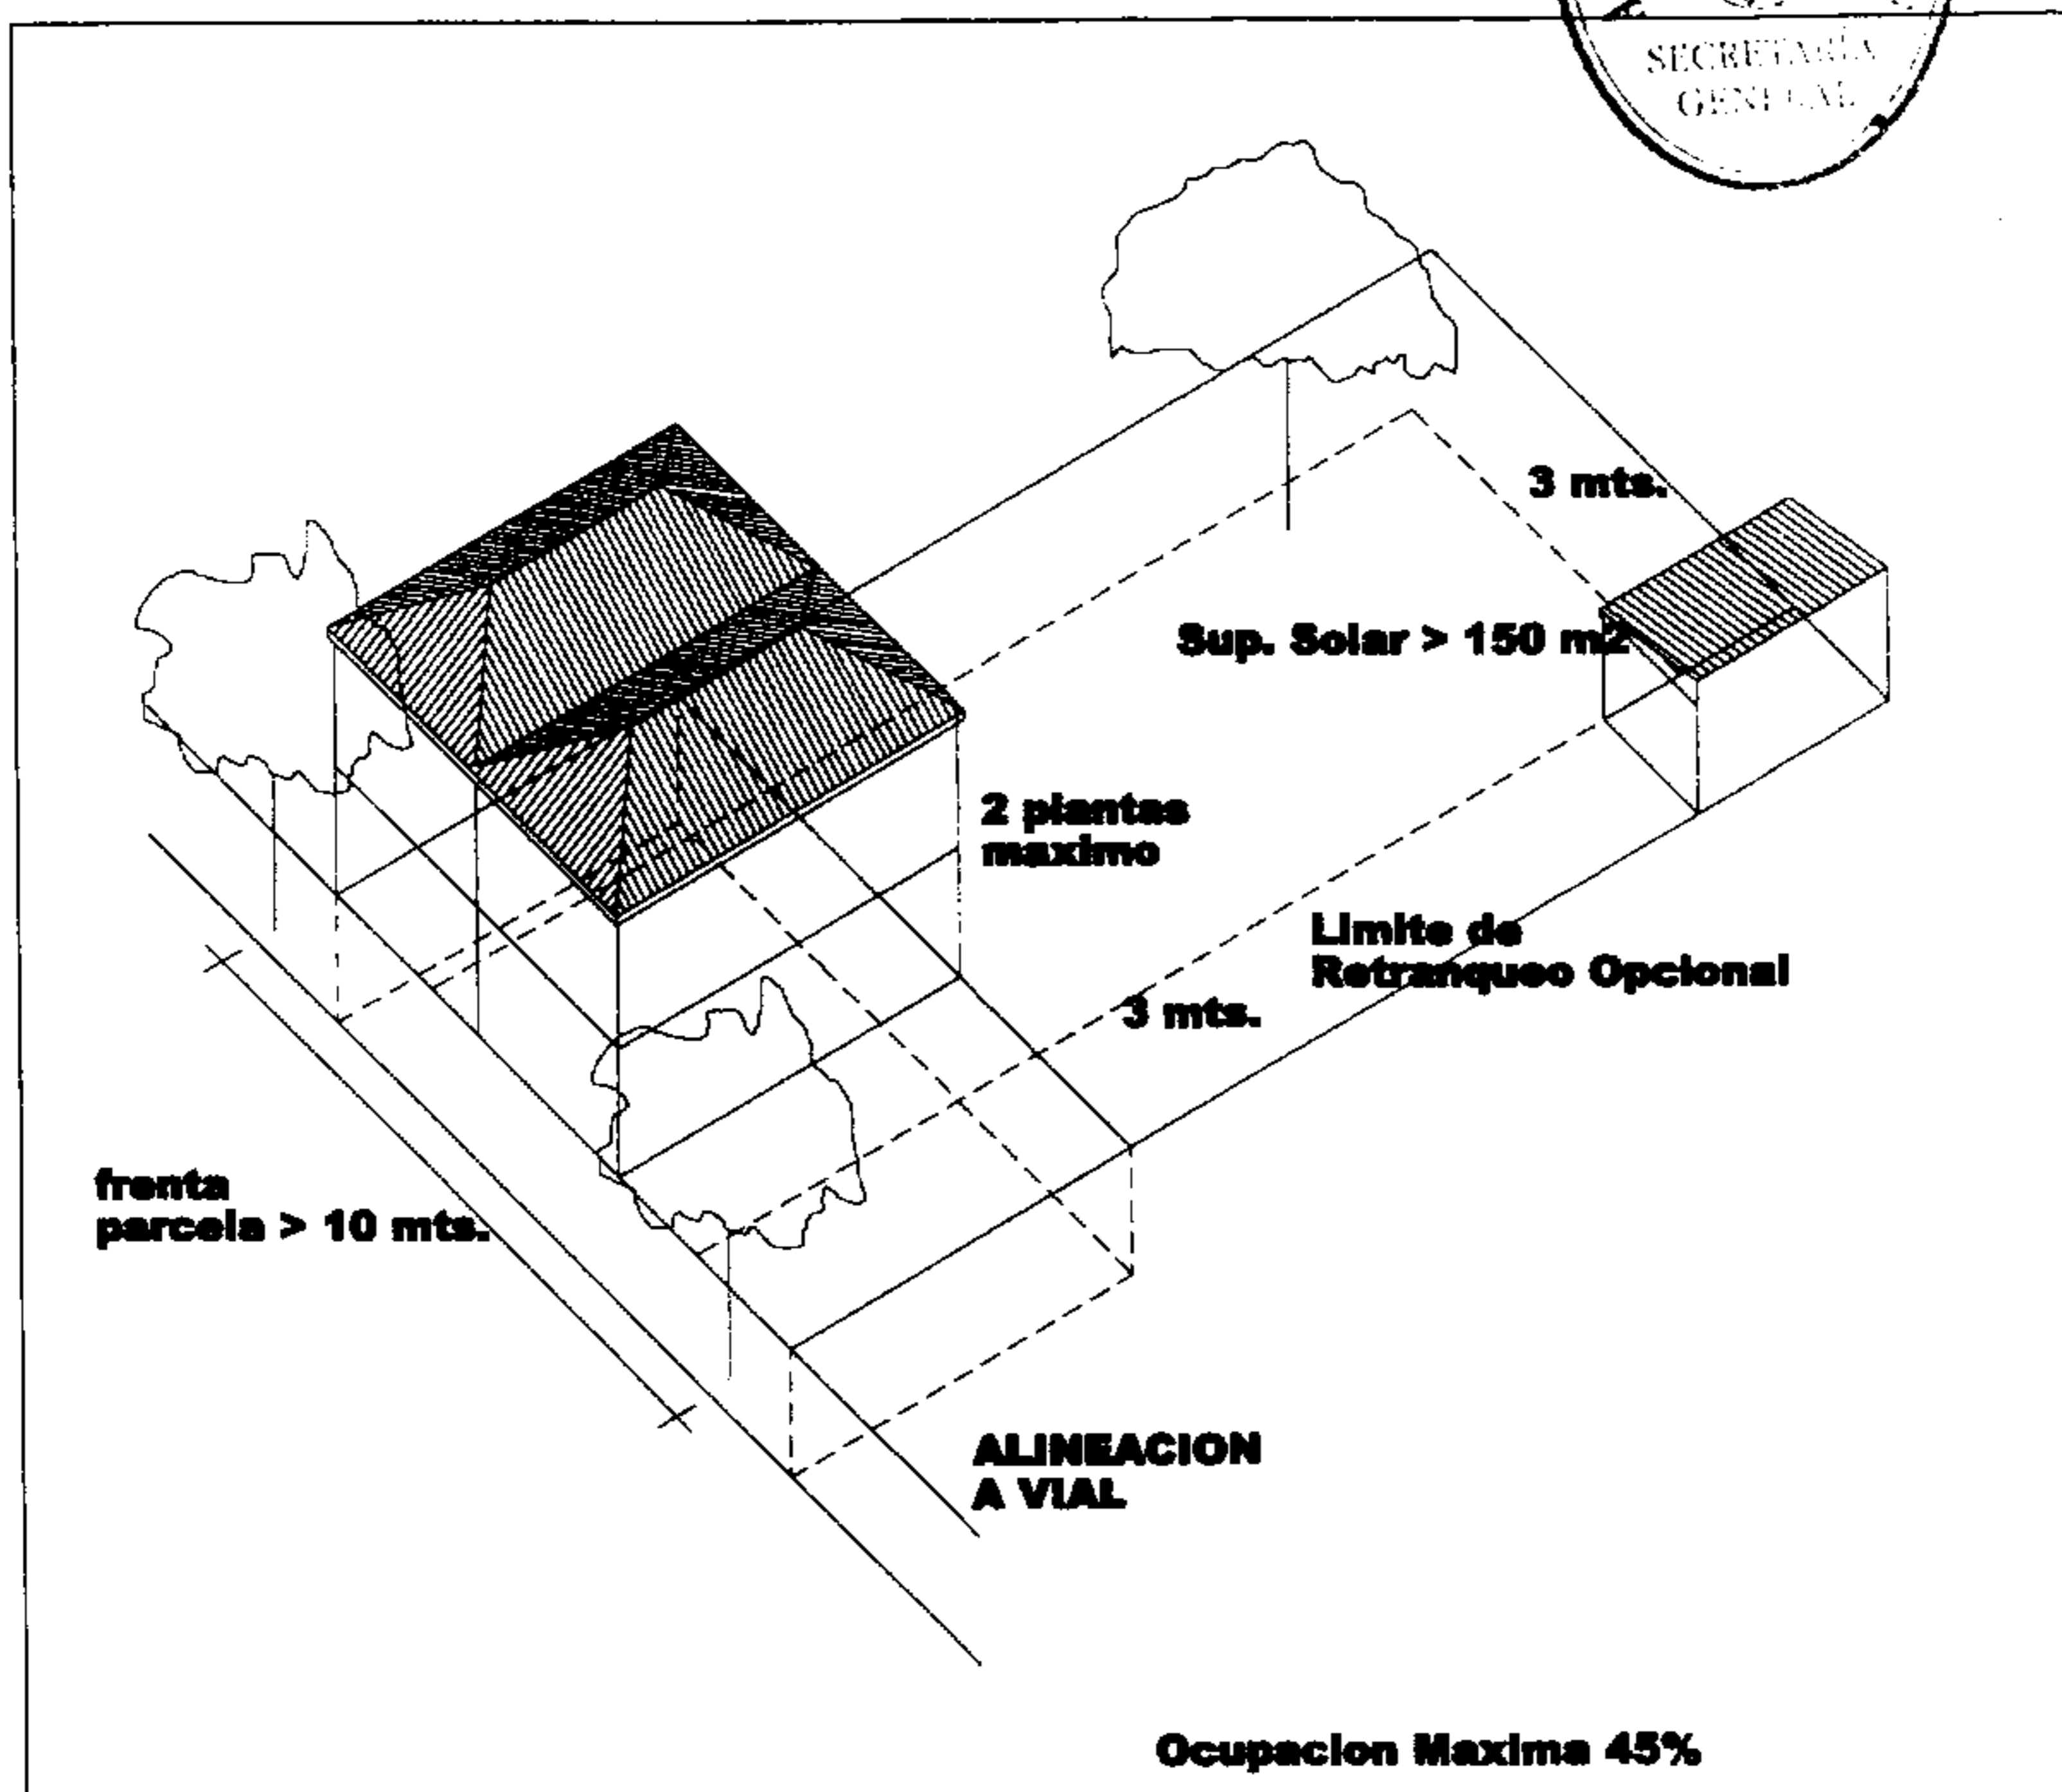 SECRETARÍA
GENERAL
3 mts.
Sup. Solar > 150 m2
2 plantas
maximo
Limite de
Retranqueo Opcional
3 mts.
frente
parcela > 10 mts.
ALINEACION
A VIAL
Ocupacion Maxima 45%